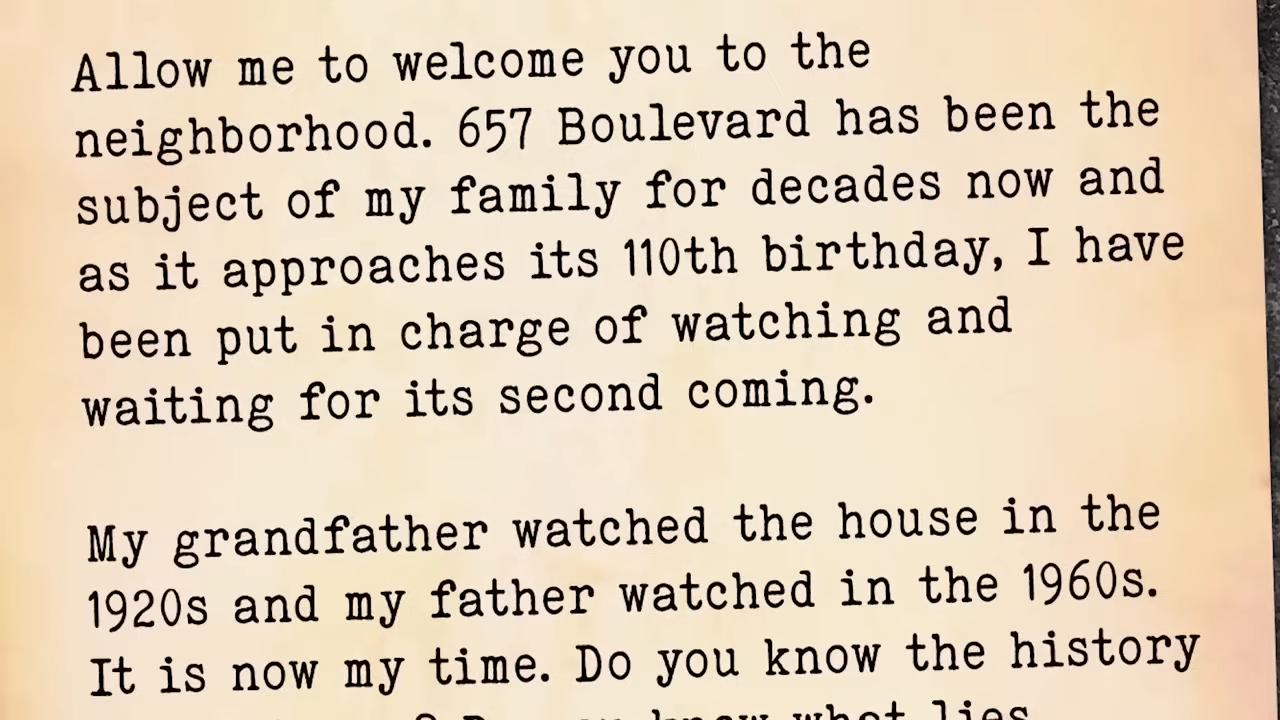 Allow me to welcome you to the
neighborhood. 657 Boulevard has been the
subject of my family for decades now and
as it approaches its 110th birthday, I have
been put in charge of watching and
waiting for its second coming.
My grandfather watched the house in the
1920s and my father watched in the 1960s.
It is now my time. Do you know the history
know what lies